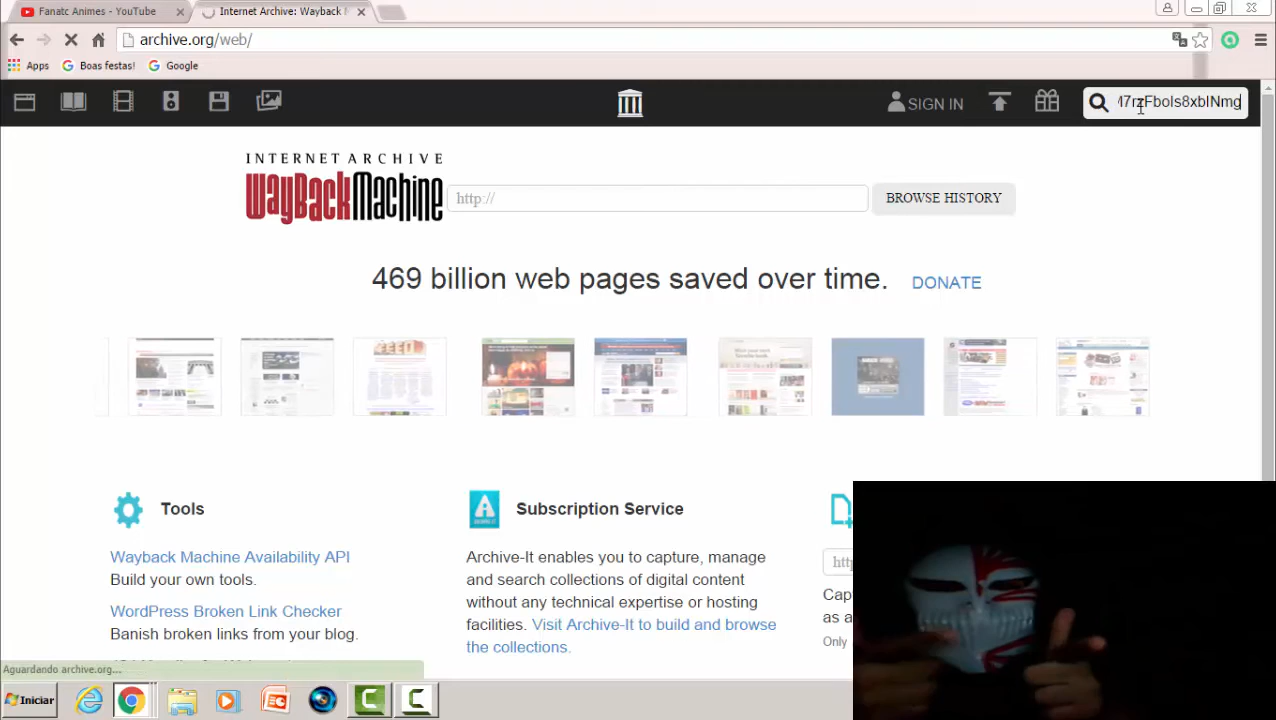 Fanatc Animes - YouTube
Internet Archive: Wayback
archive.org/web/
Apps
Boas festas!
Google
SIGN IN
INTERNET ARCHIVE
WayBackMachine
http://
BROWSE HISTORY
469 billion web pages saved over time.
DONATE
Tools
Wayback Machine Availability API
Build your own tools.
WordPress Broken Link Checker
Banish broken links from your blog.
Subscription Service
Archive-It enables you to capture, manage
and search collections of digital content
without any technical expertise or hosting
facilities. Visit Archive-It to build and browse
the collections.
Only
Aguardando archive.org...
Iniciar